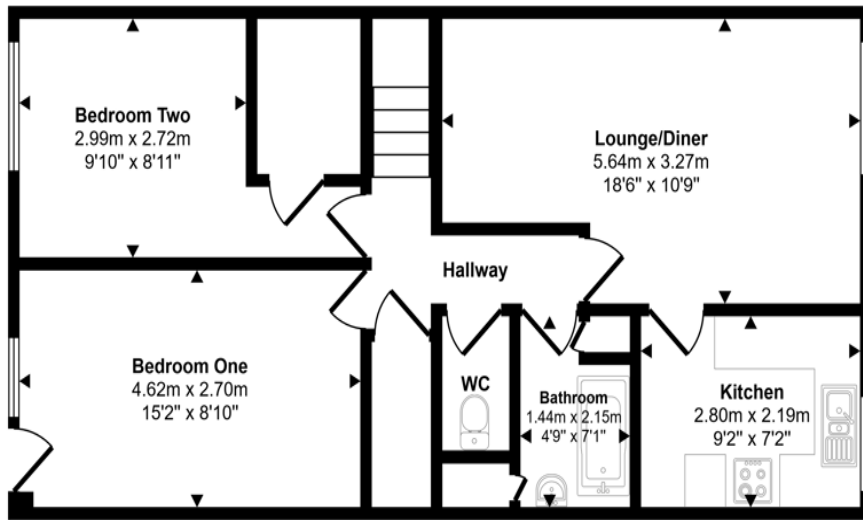 Bedroom Two
2.99m x 2.72m
9'10" x 8'11"
Lounge/Diner
5.64m x 3.27m
18'6" x 10'9"
Hallway
Bedroom One
4.62m x 2.70m
15'2" x 8'10"
WC
Bathroom
1.44m x 2.15m
4'9" x 7'1"
Kitchen
2.80m x 2.19m
9'2" x 7'2"